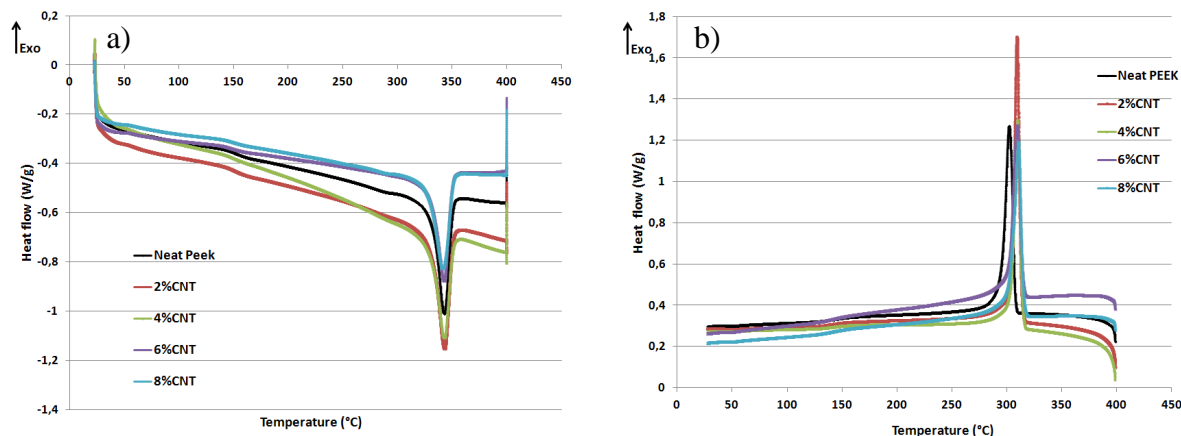 a)
Exo
Heat flow (W/g)
0,2
0
-0,2
-0,4
-0,6
-0,8
-1
-1,2
-1,4
0 50 100 150 200 250 300 350 400 450
Neat Peek
2%CNT
4%CNT
6%CNT
8%CNT
Temperature (°C)
b)
Exo
Heat flow (W/g)
1,8
1,6
1,4
1,2
1
0,8
0,6
0,4
0,2
0
0 50 100 150 200 250 300 350 400 450
Neat PEEK
2%CNT
4%CNT
6%CNT
8%CNT
Temperature (°C)